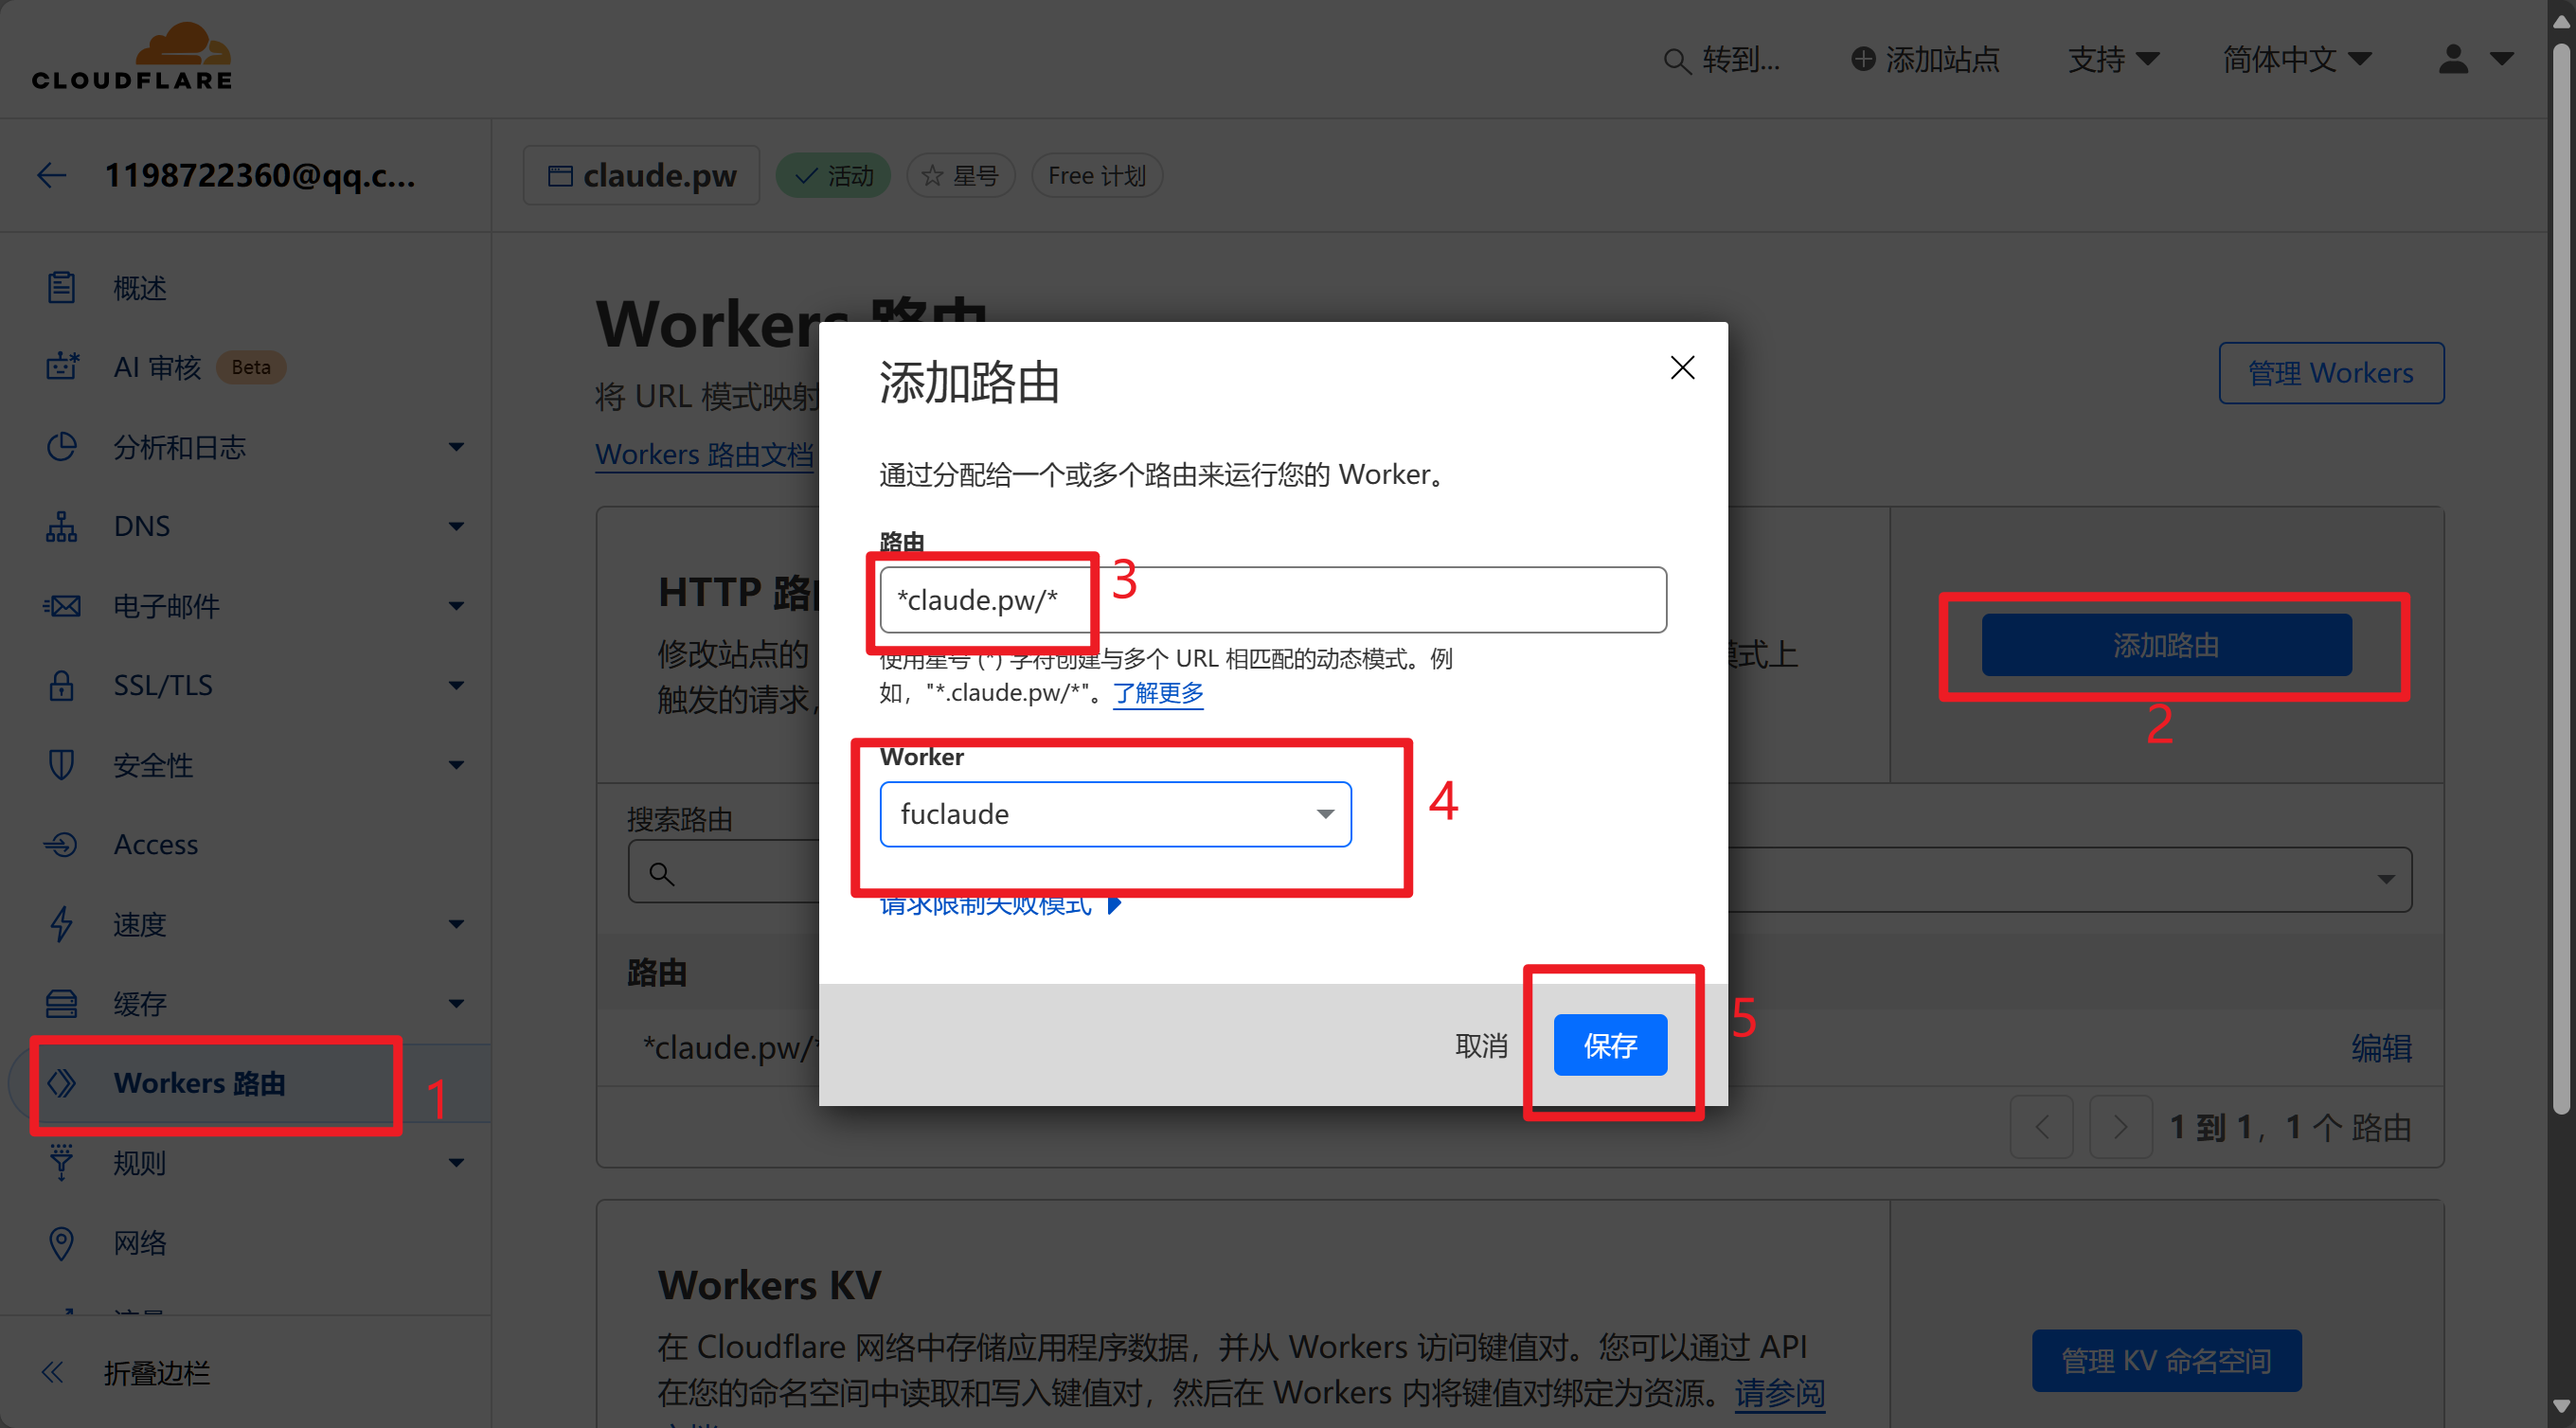 CLOUDFLARE
转到...
添加站点
支持
简体中文
1198722360@qq.c...
claude.pw
活动
星号
Free 计划
概述
AI 审核 Beta
分析和日志
DNS
电子邮件
SSL/TLS
安全性
Access
速度
缓存
Workers 路由
1
规则
网络
折叠边栏
Workers 路由
将 URL 模式映射
Workers 路由文档
管理 Workers
HTTP 路由
修改站点的
模式上
触发的请求,
添加路由
2
搜索路由
路由
*claude.pw/*
编辑
1 到 1，1 个 路由
添加路由
通过分配给一个或多个路由来运行您的 Worker。
路由
*claude.pw/*
3
使用星号 (*) 字符创建与多个 URL 相匹配的动态模式。例
如，"*.claude.pw/*"。了解更多
Worker
fuclaude
4
请求限制失败模式
取消
保存
5
Workers KV
在 Cloudflare 网络中存储应用程序数据，并从 Workers 访问键值对。您可以通过 API
在您的命名空间中读取和写入键值对，然后在 Workers 内将键值对绑定为资源。请参阅
管理 KV 命名空间